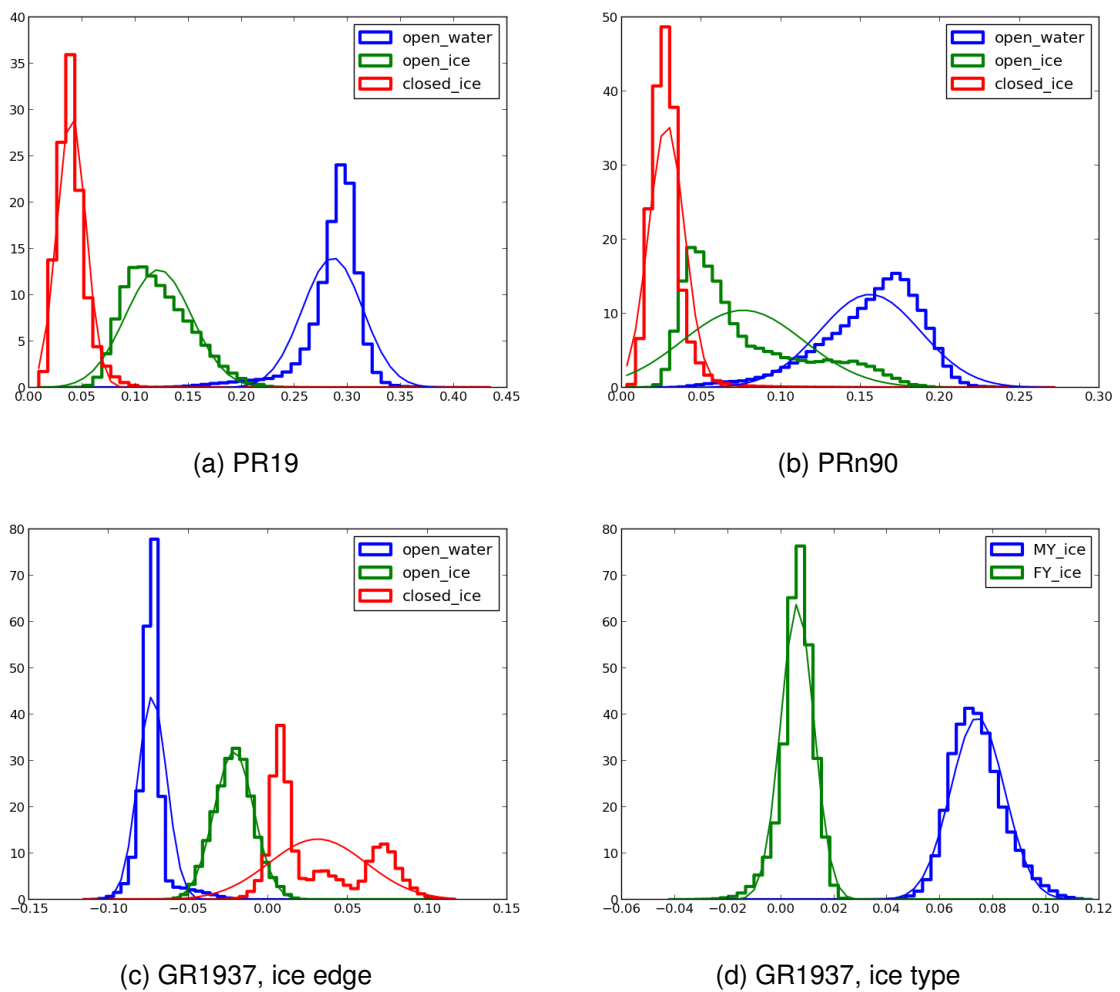 40
35
30
25
20
15
10
5
0
0.00 0.05 0.10 0.15 0.20 0.25 0.30 0.35 0.40 0.45
open_water
open_ice
closed_ice
(a) PR19
50
40
30
20
10
0
0.00 0.05 0.10 0.15 0.20 0.25 0.30
open_water
open_ice
closed_ice
(b) PRn90
80
70
60
50
40
30
20
10
0
−0.15 −0.10 −0.05 0.00 0.05 0.10 0.15
open_water
open_ice
closed_ice
(c) GR1937, ice edge
80
70
60
50
40
30
20
10
0
−0.06 −0.04 −0.02 0.00 0.02 0.04 0.06 0.08 0.10 0.12
MY_ice
FY_ice
(d) GR1937, ice type